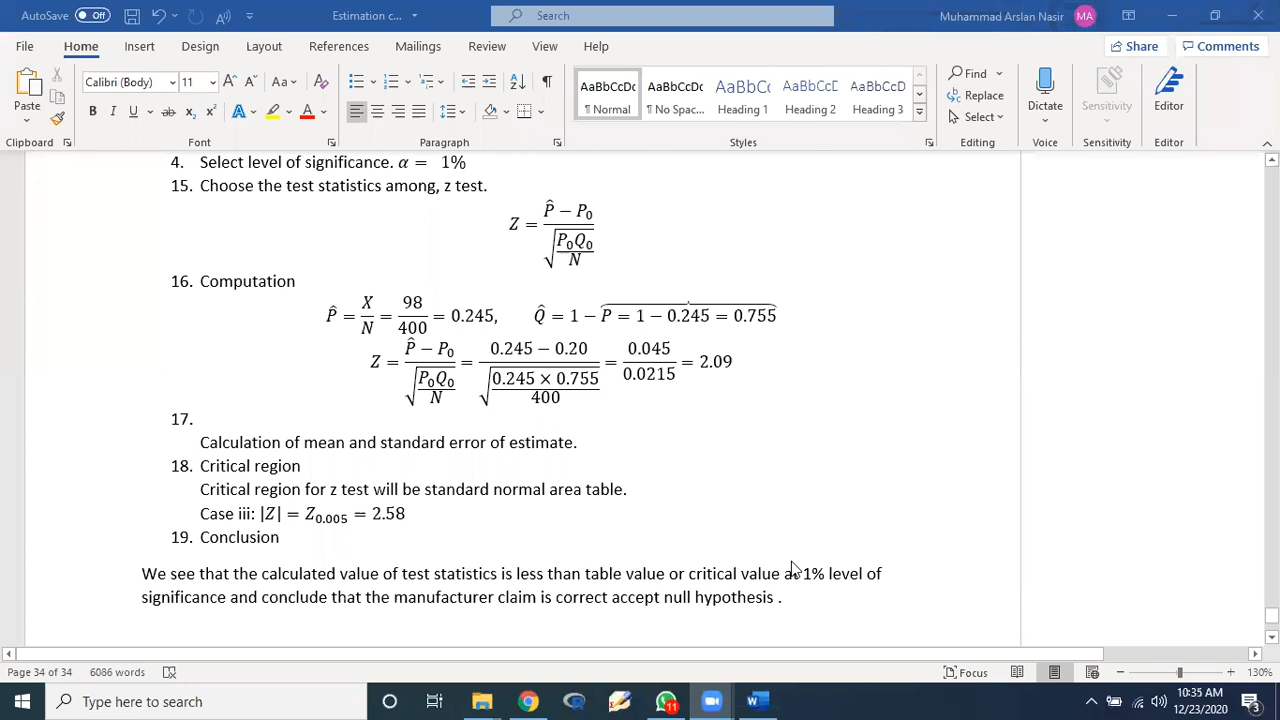 AutoSave Off Estimation c... Search Muhammad Arslan Nasir MA
File Home Insert Design Layout References Mailings Review View Help Share Comments
Calibri (Body) 11 A^ A˅ Aa AaBbCcDc AaBbCcDc AaBbCc AaBbCcD AaBbCcD Find
Paste B I U ab x₂ x² A A ¶ Normal ¶ No Spac... Heading 1 Heading 2 Heading 3 Replace Select Dictate Sensitivity Editor
Clipboard Font Paragraph Styles Editing Voice Sensitivity Editor
4. Select level of significance. α = 1%
15. Choose the test statistics among, z test.
Z = (P̂ − P₀) / √(P₀Q₀ / N)
16. Computation
P̂ = X/N = 98/400 = 0.245, Q̂ = 1 − P = 1 − 0.245 = 0.755
Z = (P̂ − P₀) / √(P₀Q₀ / N) = (0.245 − 0.20) / √(0.245 × 0.755 / 400) = 0.045/0.0215 = 2.09
17.
Calculation of mean and standard error of estimate.
18. Critical region
Critical region for z test will be standard normal area table.
Case iii: |Z| = Z₀.₀₀₅ = 2.58
19. Conclusion
We see that the calculated value of test statistics is less than table value or critical value at 1% level of
significance and conclude that the manufacturer claim is correct accept null hypothesis .
Page 34 of 34 6086 words Focus 130%
Type here to search 11 10:35 AM
12/23/2020 3